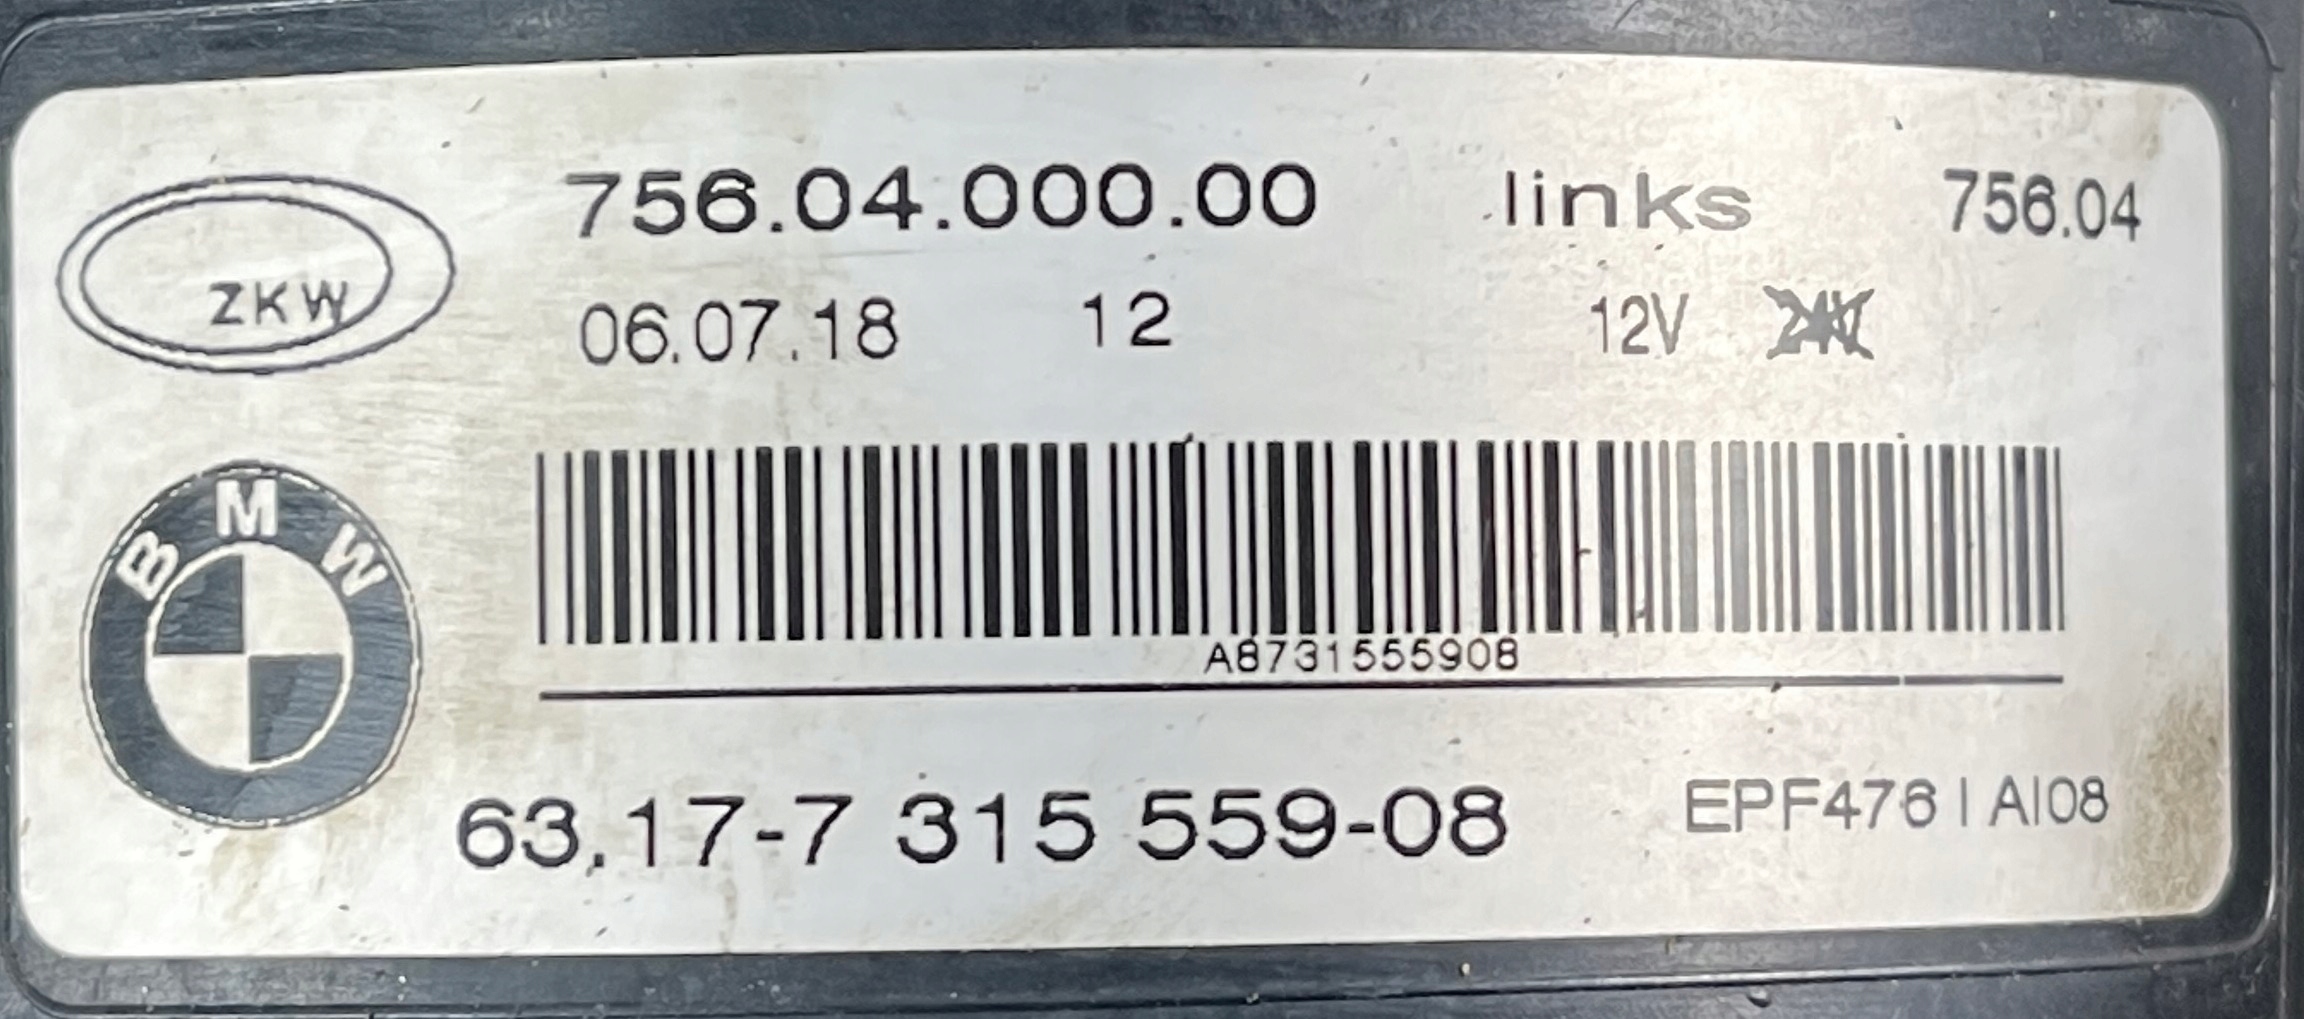 ZKW
756.04.000.00 links 756.04
06.07.18 12 12V
BMW
A8731555908
63.17-7 315 559-08 EPF476 | AI08